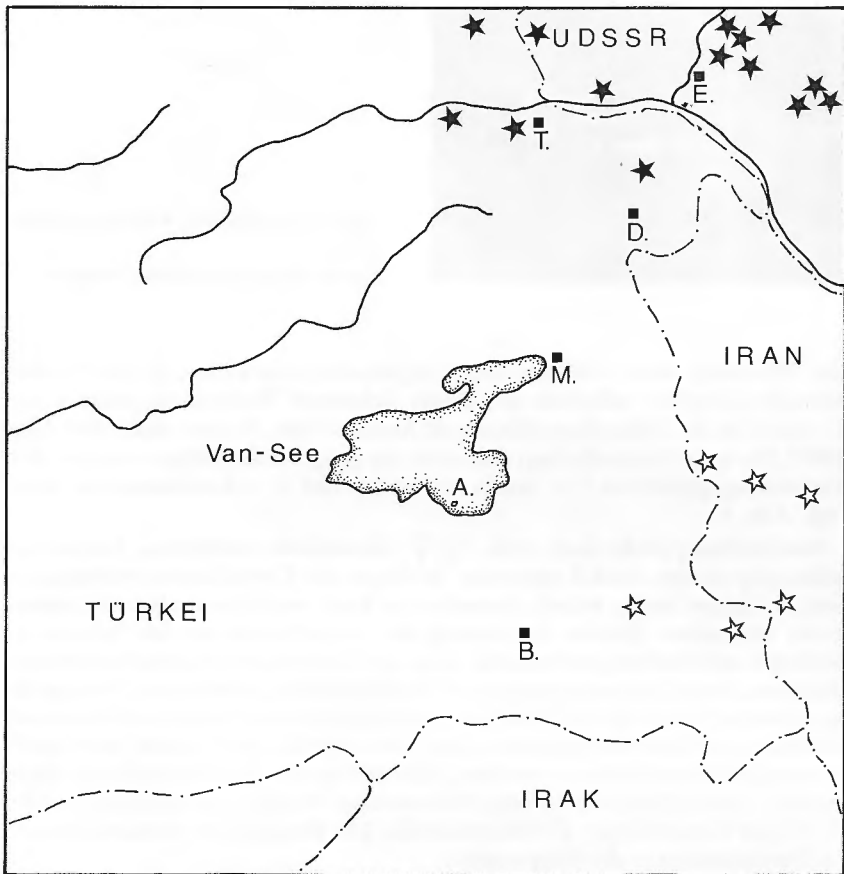 UDSSR
E.
T.
D.
IRAN
M.
Van-See
A.
TÜRKEI
B.
IRAK